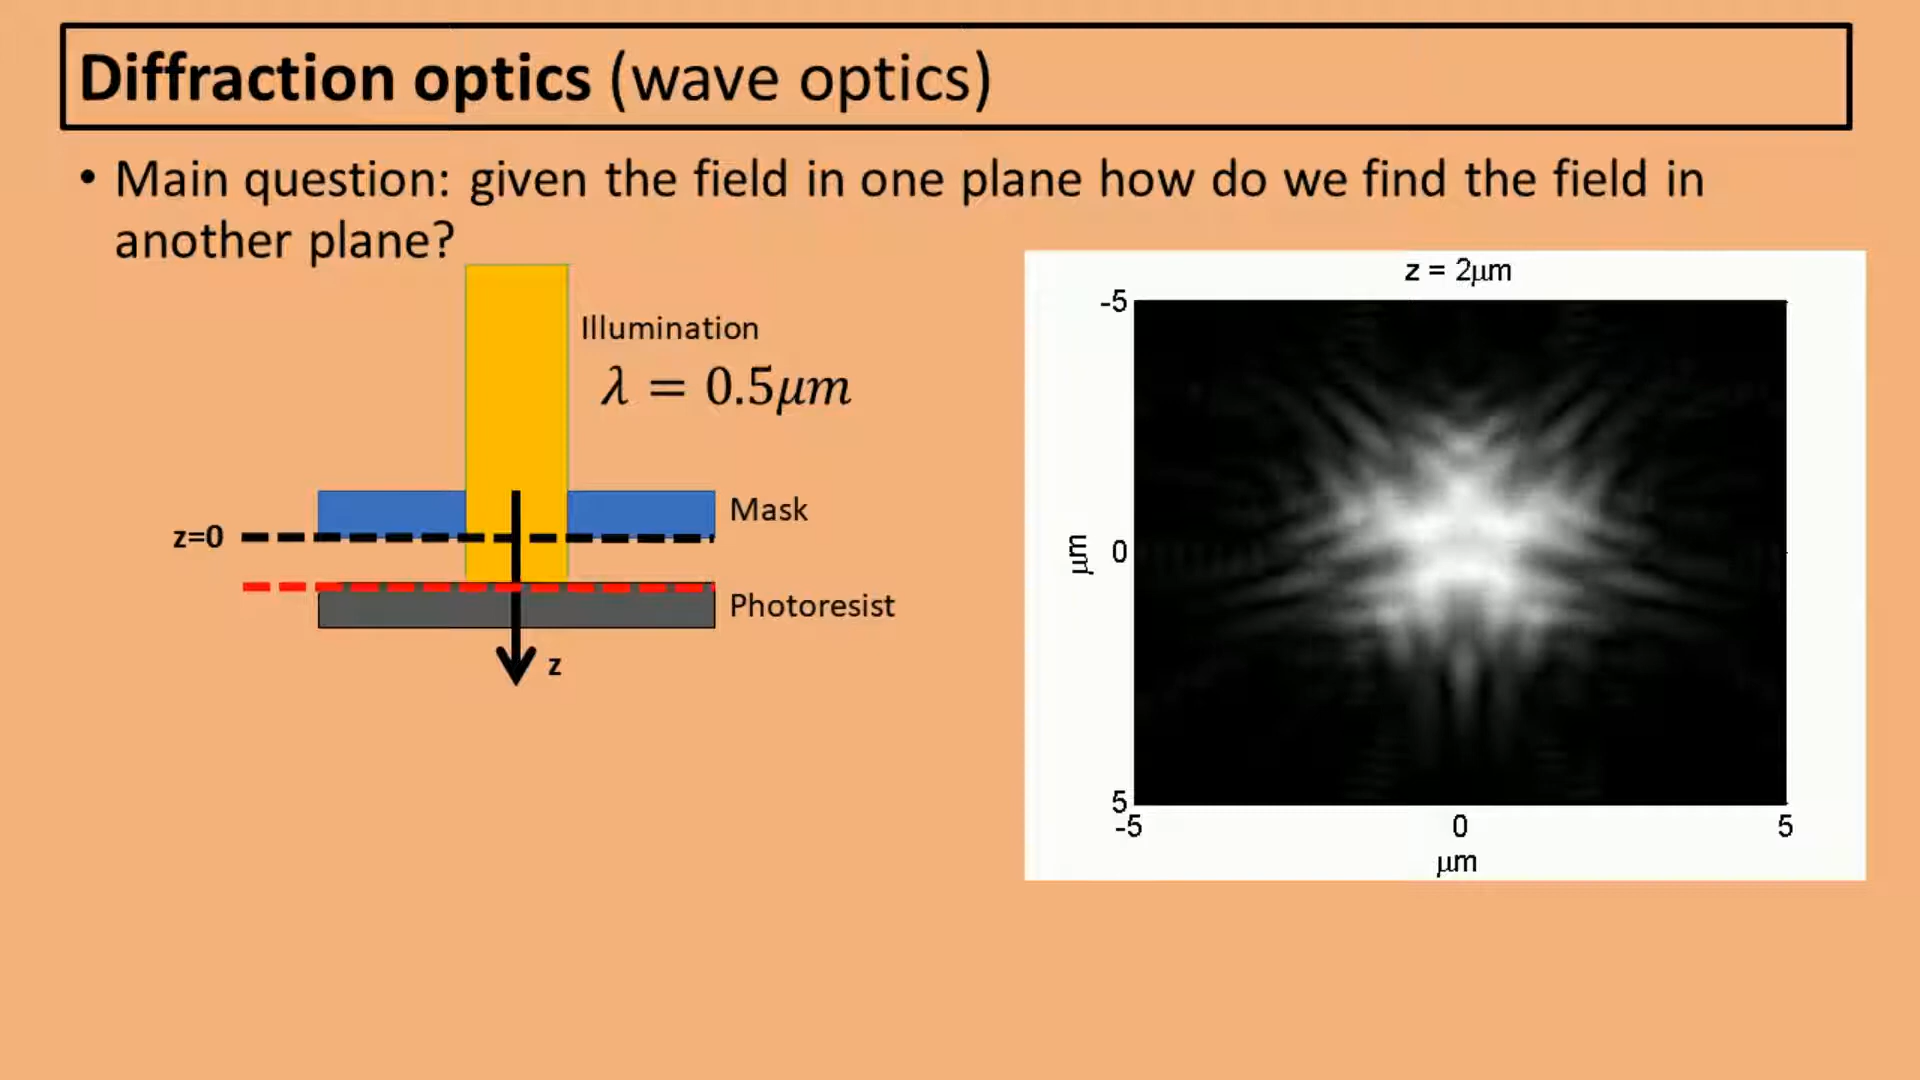 Diffraction optics (wave optics)
• Main question: given the field in one plane how do we find the field in
another plane?
Illumination
λ = 0.5μm
Mask
z=0
Photoresist
z
z = 2μm
-5
0
5
μm
-5
0
5
μm